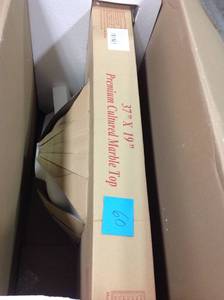 37" X 19"
Premium Cultured Marble Top
60